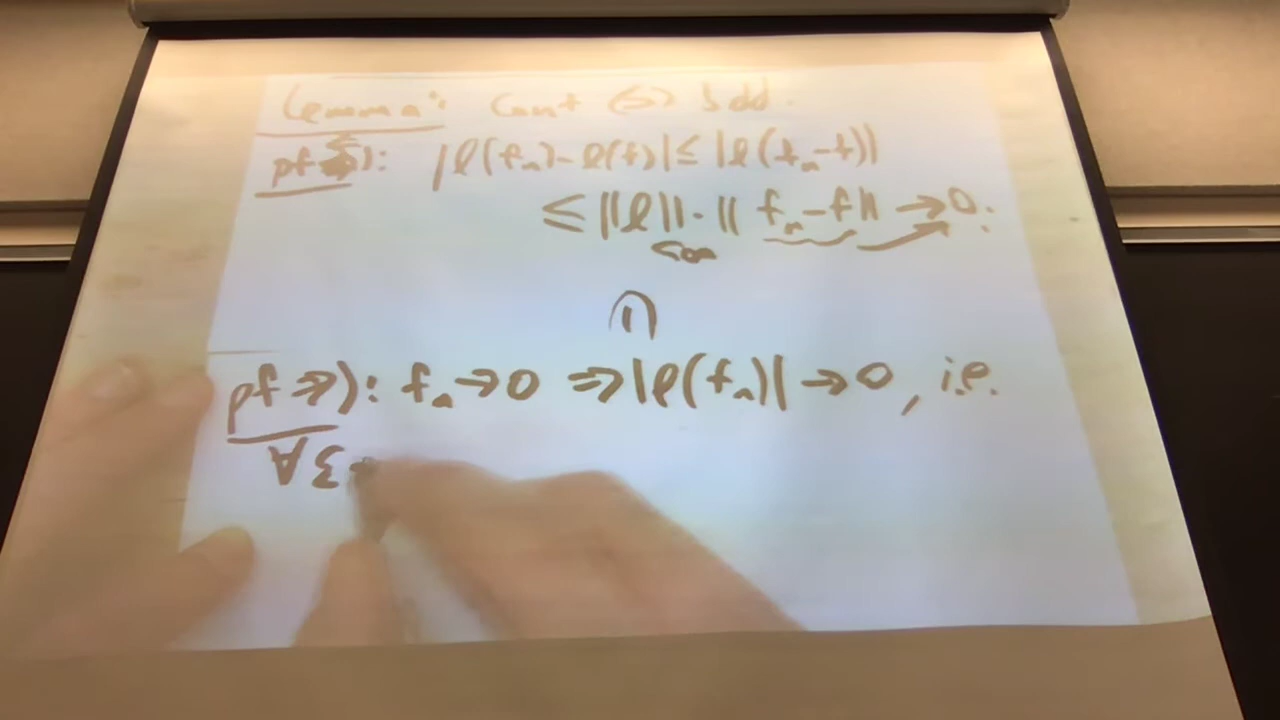 Lemma: Cont ⇔ bdd.
pf ⇐): |ℓ(fₙ)-ℓ(f)| ≤ |ℓ(fₙ-f)|
≤ ||ℓ||·|| fₙ-f|| → 0.
pf ⇒): fₙ→0 ⇒ |ℓ(fₙ)| → 0, i.e.
∀ε